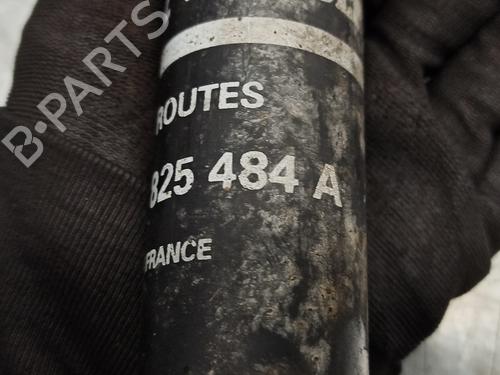 B-PARTS
ROUTES
825 484 A
FRANCE